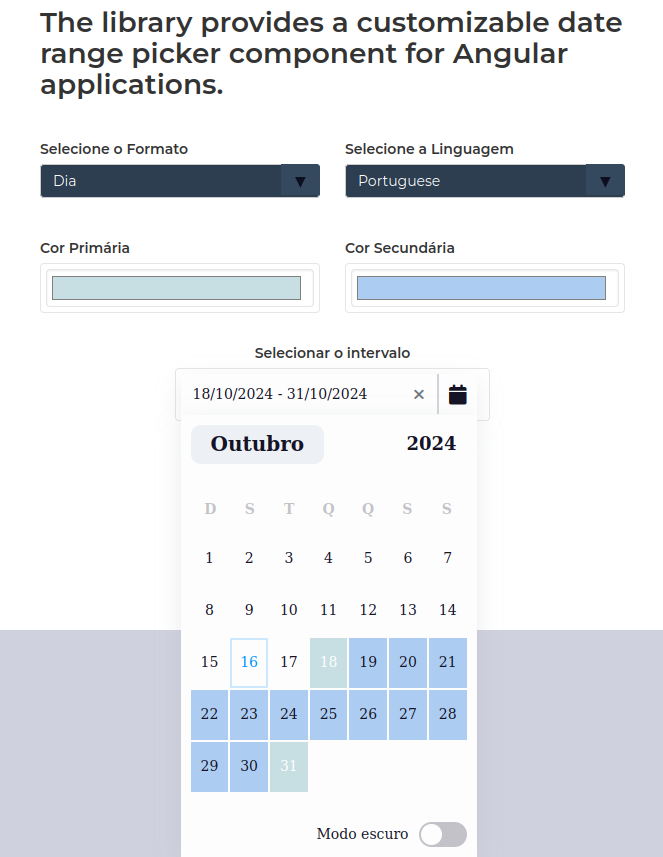 The library provides a customizable date
range picker component for Angular
applications.
Selecione o Formato
Selecione a Linguagem
Dia ▼
Portuguese ▼
Cor Primária
Cor Secundária
Selecionar o intervalo
18/10/2024 - 31/10/2024 ✕
Outubro 2024
D S T Q Q S S
1 2 3 4 5 6 7
8 9 10 11 12 13 14
15 16 17 18 19 20 21
22 23 24 25 26 27 28
29 30 31
Modo escuro